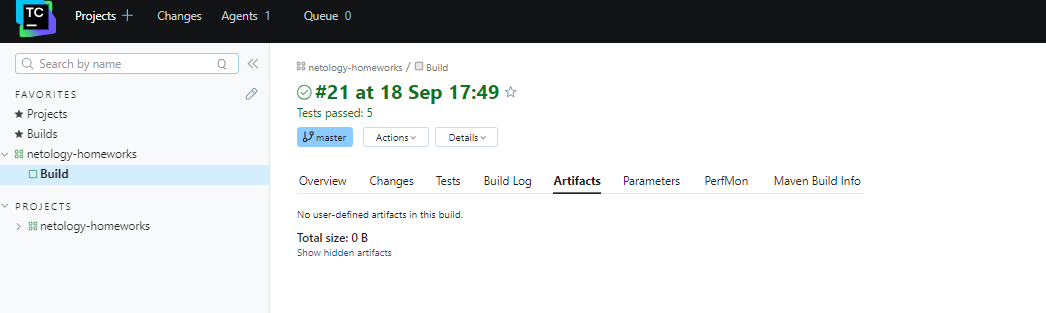 TC
Projects Changes Agents 1 Queue 0
Search by name Q
FAVORITES
Projects
Builds
netology-homeworks
Build
PROJECTS
netology-homeworks
netology-homeworks / Build
#21 at 18 Sep 17:49
Tests passed: 5
master Actions Details
Overview Changes Tests Build Log Artifacts Parameters PerfMon Maven Build Info
No user-defined artifacts in this build.
Total size: 0 B
Show hidden artifacts